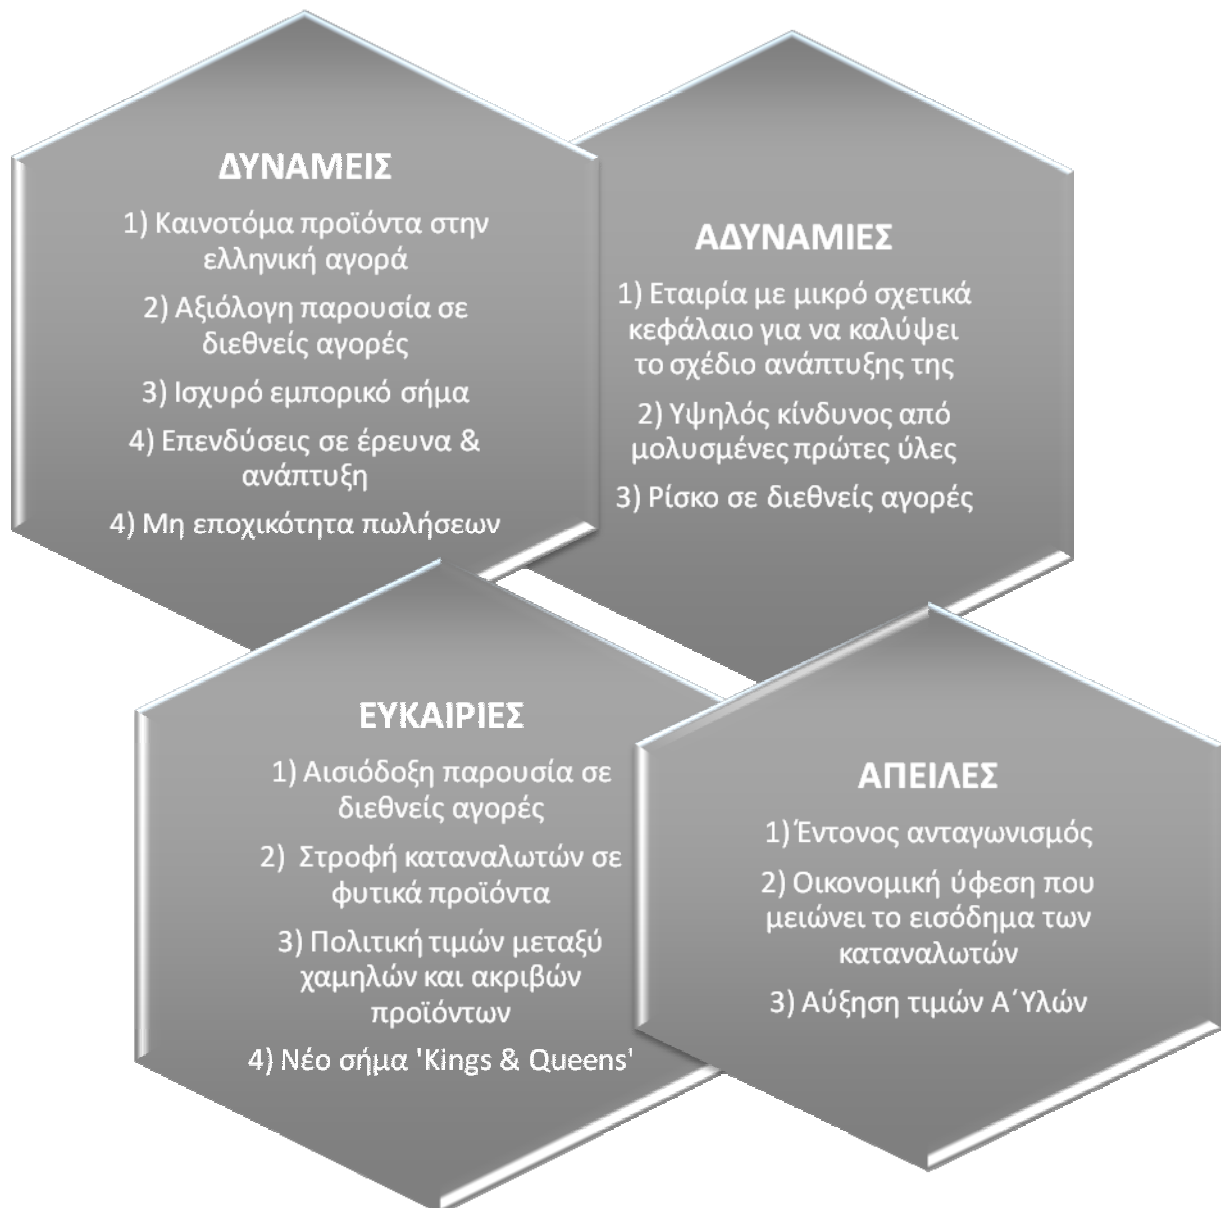 ΔΥΝΑΜΕΙΣ
1) Καινοτόμα προϊόντα στην
ελληνική αγορά
2) Αξιόλογη παρουσία σε
διεθνείς αγορές
3) Ισχυρό εμπορικό σήμα
4) Επενδύσεις σε έρευνα &
ανάπτυξη
4) Μη εποχικότητα πωλήσεων
ΑΔΥΝΑΜΙΕΣ
1) Εταιρία με μικρό σχετικά
κεφάλαιο για να καλύψει
το σχέδιο ανάπτυξης της
2) Υψηλός κίνδυνος από
μολυσμένες πρώτες ύλες
3) Ρίσκο σε διεθνείς αγορές
ΕΥΚΑΙΡΙΕΣ
1) Αισιόδοξη παρουσία σε
διεθνείς αγορές
2) Στροφή καταναλωτών σε
φυτικά προϊόντα
3) Πολιτική τιμών μεταξύ
χαμηλών και ακριβών
προϊόντων
4) Νέο σήμα 'Kings & Queens'
ΑΠΕΙΛΕΣ
1) Έντονος ανταγωνισμός
2) Οικονομική ύφεση που
μειώνει το εισόδημα των
καταναλωτών
3) Αύξηση τιμών Α΄Υλών